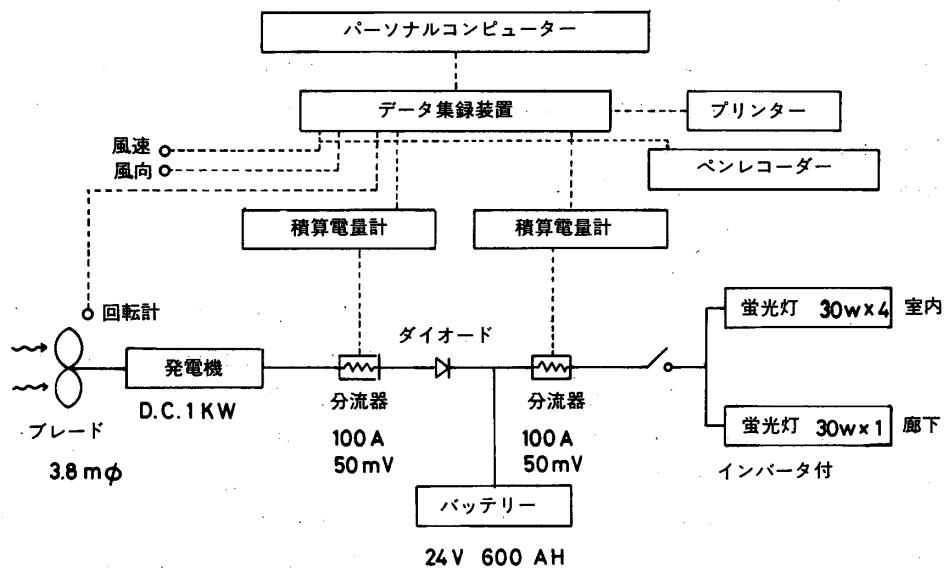 パーソナルコンピューター
データ集録装置
プリンター
風速
風向
ペンレコーダー
積算電量計
積算電量計
回転計
ダイオード
蛍光灯 30w×4 室内
発電機
D.C.1KW
分流器
分流器
ブレード
100A
50mV
100A
50mV
蛍光灯 30w×1 廊下
3.8mφ
インバータ付
バッテリー
24V 600AH